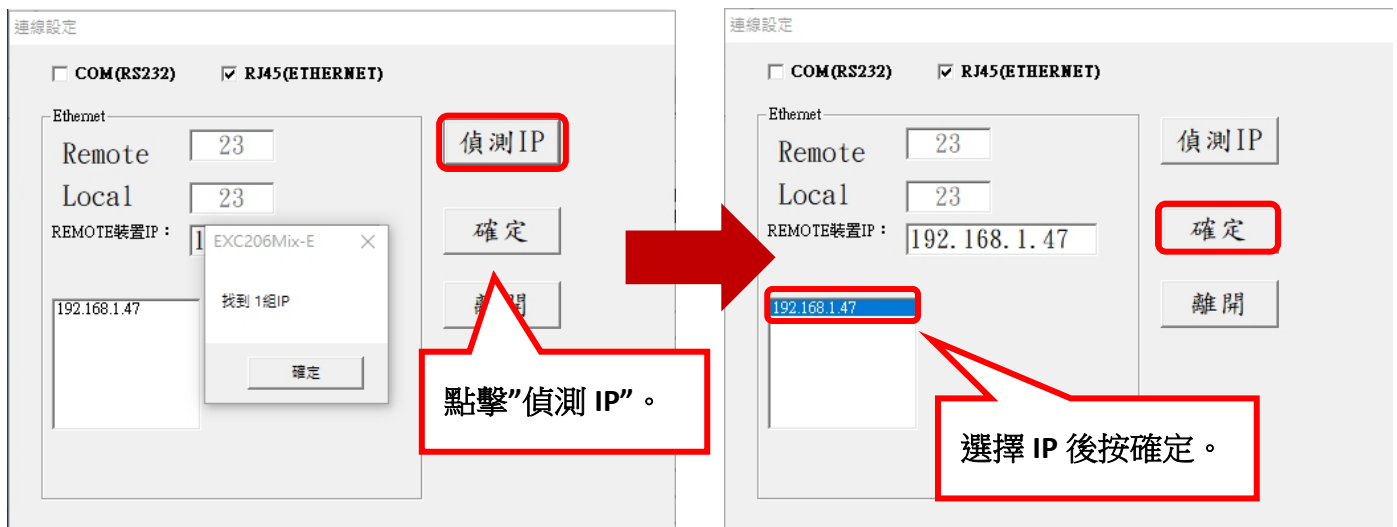 連線設定
COM(RS232)
RJ45(ETHERNET)
Ethernet
Remote
23
偵測IP
Local
23
確定
REMOTE裝置IP：
1
EXC206Mix-E
找到 1組IP
確定
192.168.1.47
離開
點擊”偵測 IP”。
連線設定
COM(RS232)
RJ45(ETHERNET)
Ethernet
Remote
23
偵測IP
Local
23
確定
REMOTE裝置IP：
192.168.1.47
192.168.1.47
離開
選擇 IP 後按確定。